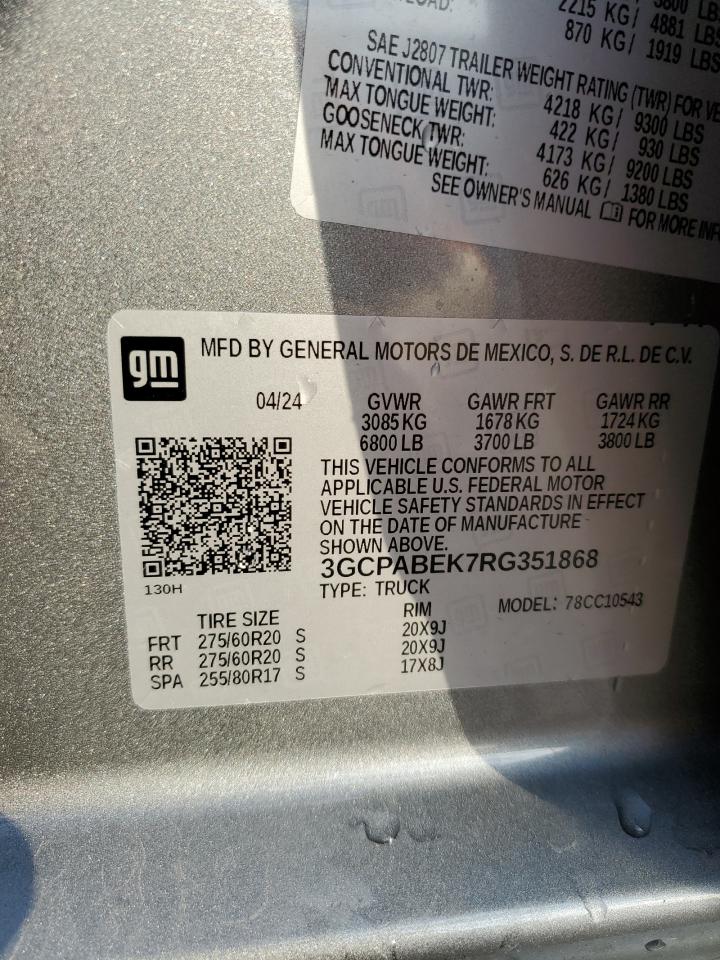 2215 KG/ 4881 LBS
870 KG/ 1919 LBS
SAE J2807 TRAILER WEIGHT RATING (TWR) FOR
CONVENTIONAL TWR: 4218 KG/ 9300 LBS
MAX TONGUE WEIGHT: 422 KG/ 930 LBS
GOOSENECK TWR: 4173 KG/ 9200 LBS
MAX TONGUE WEIGHT: 626 KG/ 1380 LBS
SEE OWNER'S MANUAL FOR MORE
gm
MFD BY GENERAL MOTORS DE MEXICO, S. DE R.L. DE C.V.
04/24 GVWR GAWR FRT GAWR RR
3085 KG 1678 KG 1724 KG
6800 LB 3700 LB 3800 LB
THIS VEHICLE CONFORMS TO ALL
APPLICABLE U.S. FEDERAL MOTOR
VEHICLE SAFETY STANDARDS IN EFFECT
ON THE DATE OF MANUFACTURE
SHOWN ABOVE.
3GCPABEK7RG351868
130H
TYPE: TRUCK
MODEL: 78CC10543
TIRE SIZE RIM
FRT 275/60R20 S 20X9J
RR 275/60R20 S 20X9J
SPA 255/80R17 S 17X8J